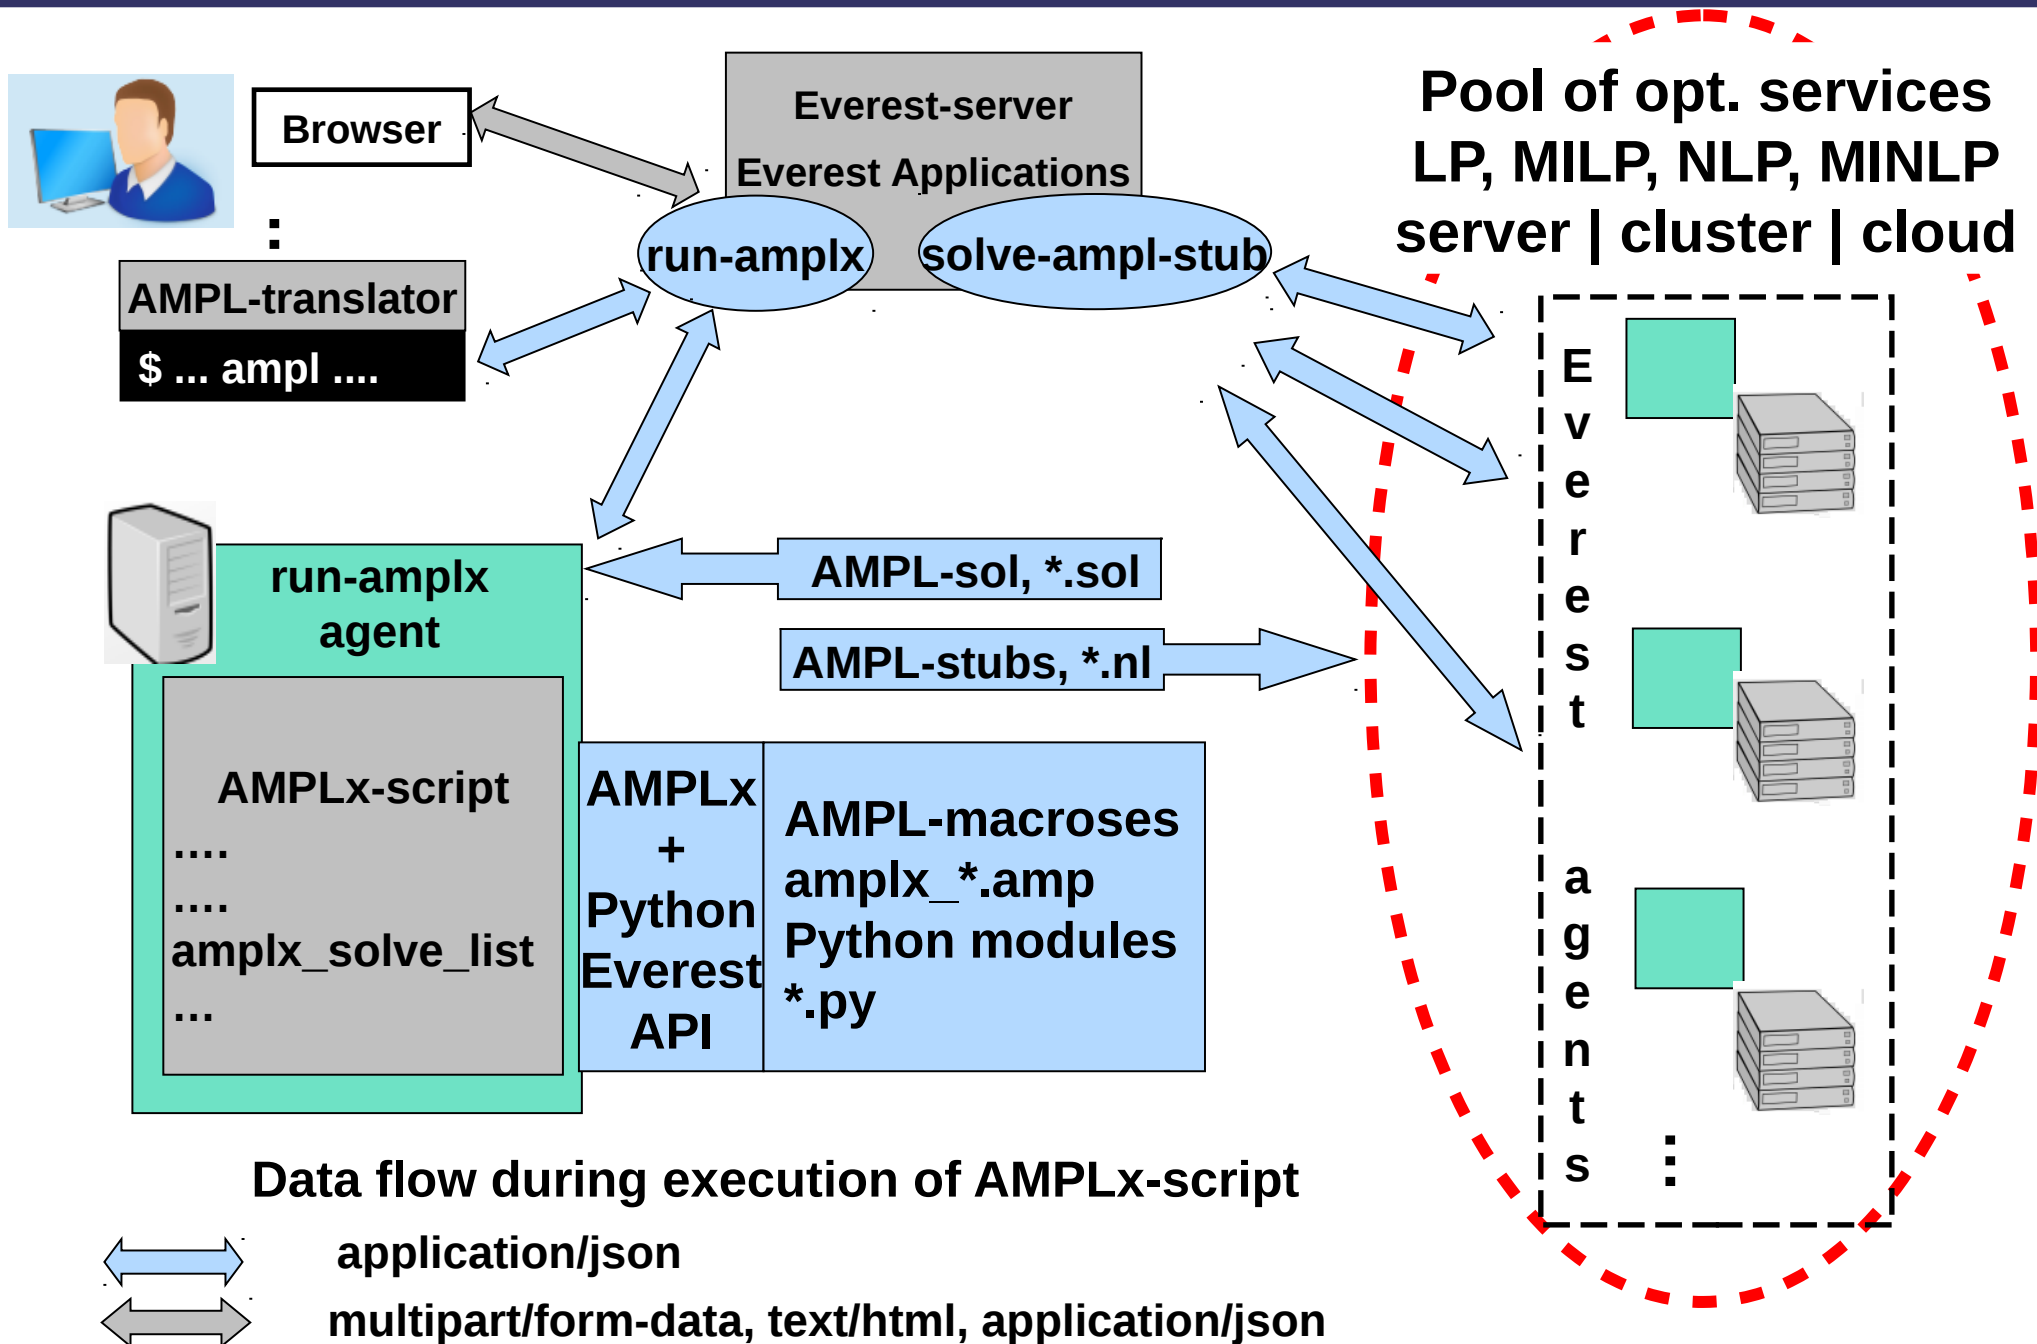 Browser
:
AMPL-translator
$ ... ampl ....
Everest-server
Everest Applications
run-amplx
solve-ampl-stub
Pool of opt. services
LP, MILP, NLP, MINLP
server | cluster | cloud
run-amplx
agent
AMPL-sol, *.sol
AMPL-stubs, *.nl
AMPLx-script
....
....
amplx_solve_list
...
AMPLx
+
Python
Everest
API
AMPL-macroses
amplx_*.amp
Python modules
*.py
E
v
e
r
e
s
t
a
g
e
n
t
s
...
Data flow during execution of AMPLx-script
application/json
multipart/form-data, text/html, application/json